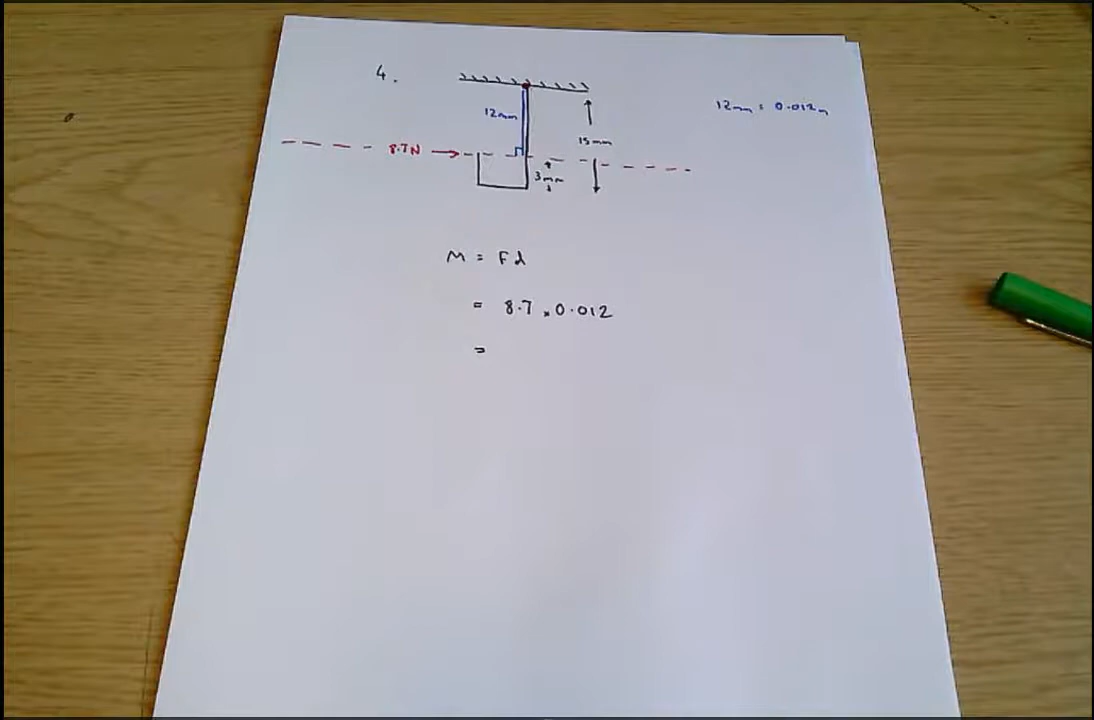 4.
12mm
12mm = 0.012m
15mm
8.7N
3mm
M = Fd
= 8.7 × 0.012
=